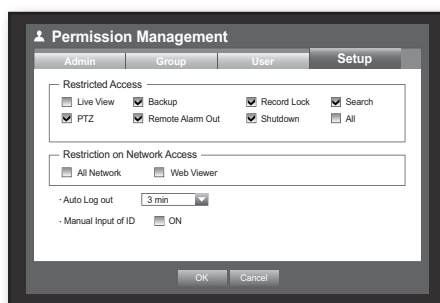 Permission Management
Admin Group User Setup
Restricted Access
Live View Backup Record Lock Search
PTZ Remote Alarm Out Shutdown All
Restriction on Network Access
All Network Web Viewer
· Auto Log out 3 min
· Manual Input of ID ON
OK Cancel